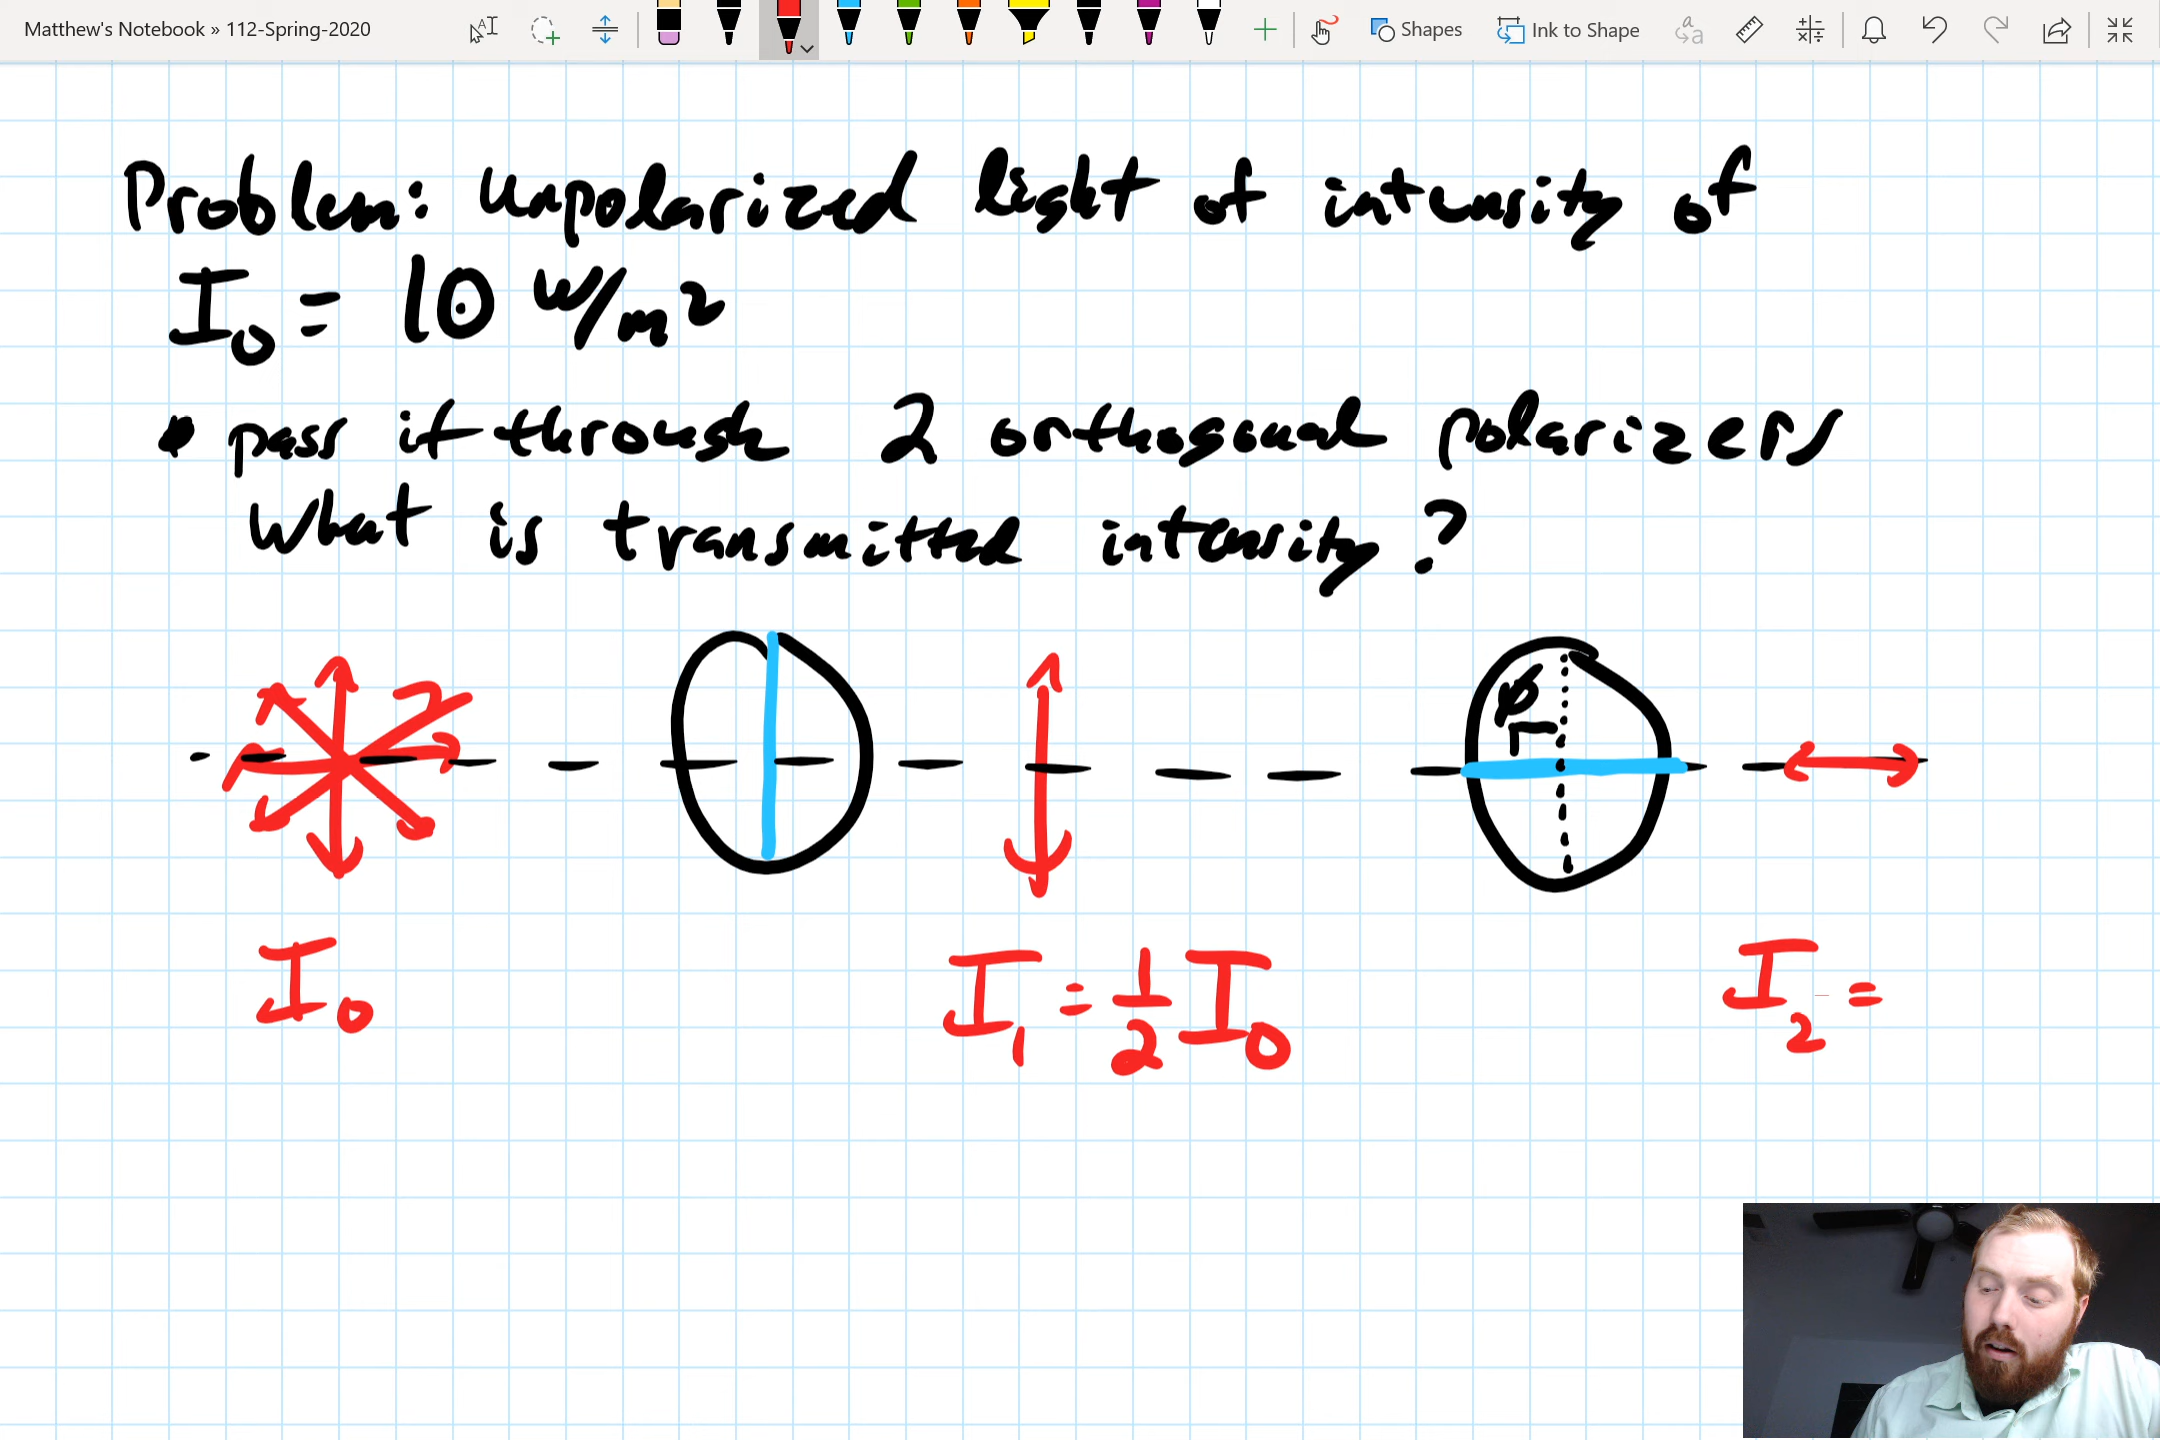 Matthew's Notebook » 112-Spring-2020
Shapes
Ink to Shape
Problem: Unpolarized light of intensity of
I₀ = 10 W/m²
• pass it through 2 orthogonal polarizers
What is transmitted intensity?
ϕ
I₀
I₁ = 1/2 I₀
I₂ =